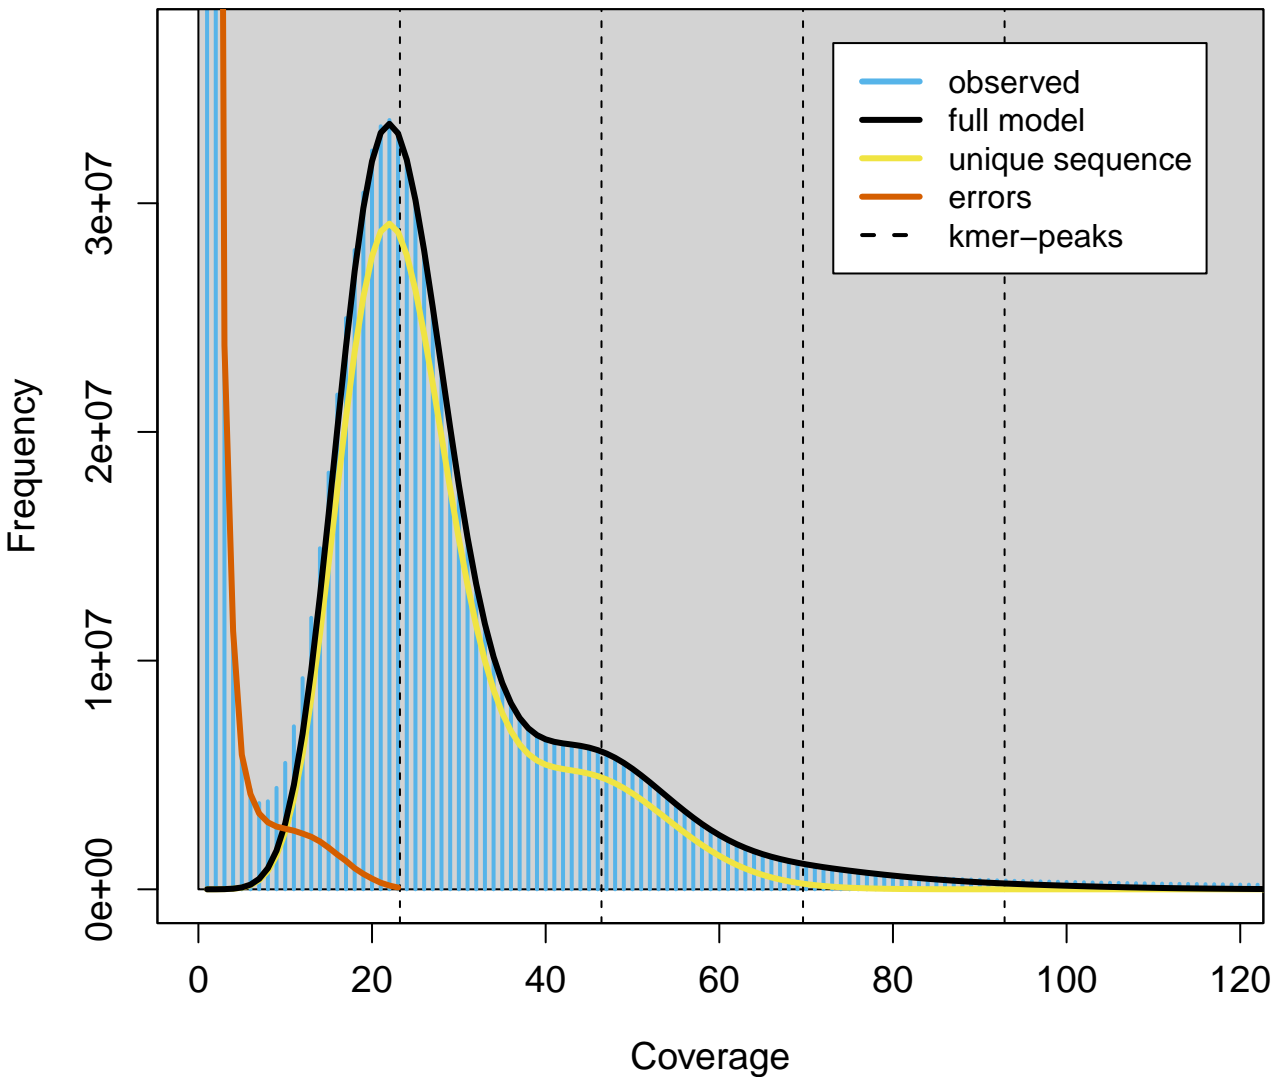 observed
full model
unique sequence
errors
kmer−peaks
Frequency
3e+07
2e+07
1e+07
0e+00
0 20 40 60 80 100 120
Coverage